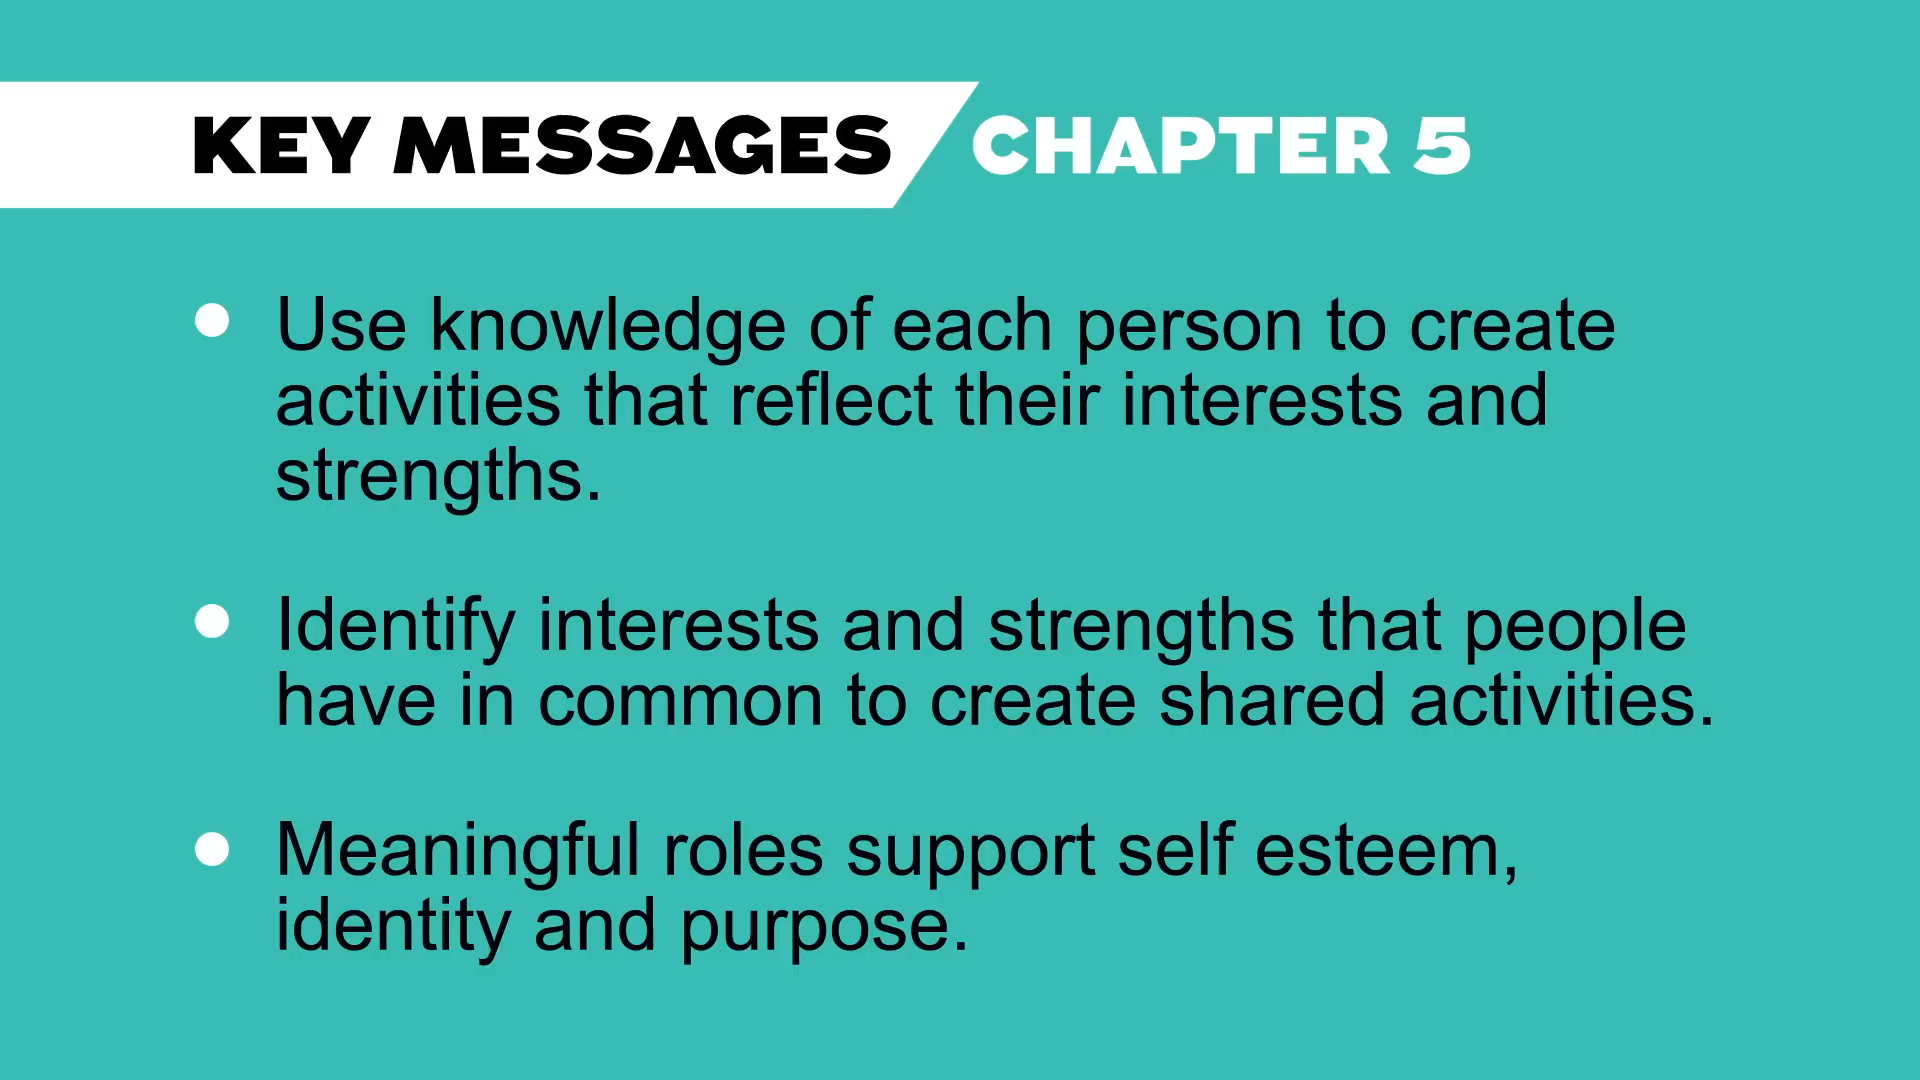 KEY MESSAGES CHAPTER 5
Use knowledge of each person to create
activities that reflect their interests and
strengths.
Identify interests and strengths that people
have in common to create shared activities.
Meaningful roles support self esteem,
identity and purpose.